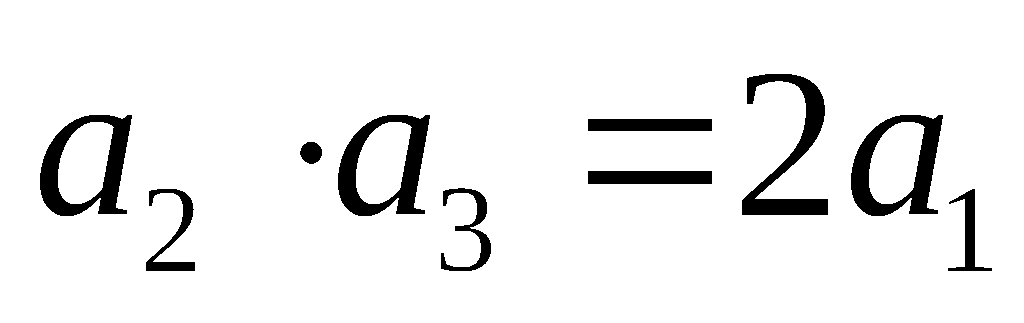 a₂ ·a₃ =2a₁